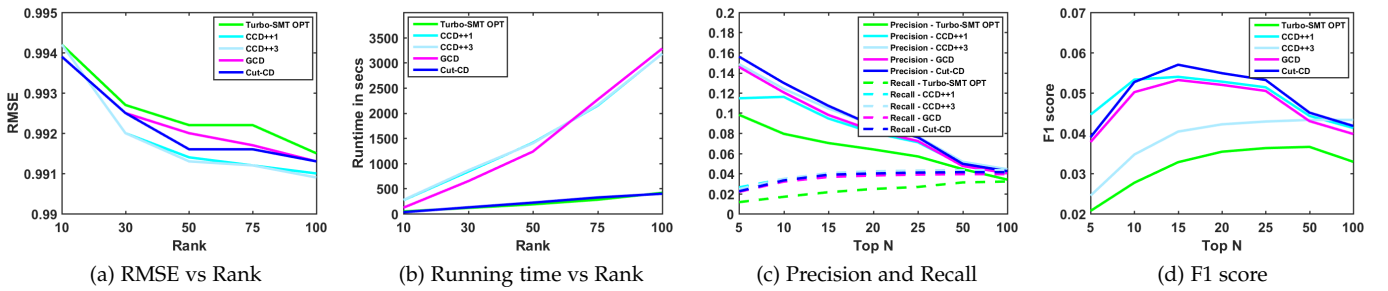 0.995
0.994
0.993
0.992
0.991
0.99
RMSE
10
30
50
75
100
Rank
Turbo-SMT OPT
CCD++1
CCD++3
GCD
Cut-CD
(a) RMSE vs Rank
3500
3000
2500
2000
1500
1000
500
0
Runtime in secs
10
30
50
75
100
Rank
Turbo-SMT OPT
CCD++1
CCD++3
GCD
Cut-CD
(b) Running time vs Rank
0.2
0.18
0.16
0.14
0.12
0.1
0.08
0.06
0.04
0.02
0
5
10
15
20
25
50
100
Top N
Precision - Turbo-SMT OPT
Precision - CCD++1
Precision - CCD++3
Precision - GCD
Precision - Cut-CD
Recall - Turbo-SMT OPT
Recall - CCD++1
Recall - CCD++3
Recall - GCD
Recall - Cut-CD
(c) Precision and Recall
0.07
0.06
0.05
0.04
0.03
0.02
F1 score
5
10
15
20
25
50
100
Top N
Turbo-SMT OPT
CCD++1
CCD++3
GCD
Cut-CD
(d) F1 score